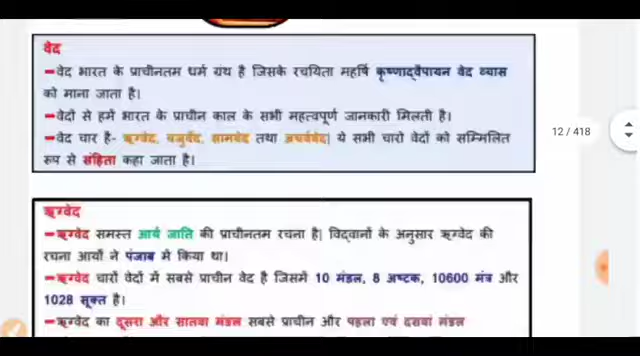 वेद
वेद भारत के प्राचीनतम धर्म ग्रंथ है जिसके रचयिता महर्षि कृष्णाद्वैपायन वेद व्यास
को माना जाता है।
वेदों से हमें भारत के प्राचीन काल के सभी महत्वपूर्ण जानकारी मिलती है।
वेद चार है- ऋग्वेद, यजुर्वेद, सामवेद तथा अथर्ववेद| ये सभी चारो वेदों को सम्मिलित
रूप से संहिता कहा जाता है।
12 / 418
ऋग्वेद
ऋग्वेद समस्त आर्य जाति की प्राचीनतम रचना है| विद्वानों के अनुसार ऋग्वेद की
रचना आर्यों ने पंजाब में किया था।
ऋग्वेद चारों वेदों में सबसे प्राचीन वेद है जिसमें 10 मंडल, 8 अष्टक, 10600 मंत्र और
1028 सूक्त है।
ऋग्वेद का दूसरा और सातवा मंडल सबसे प्राचीन और पहला एवं दसवां मंडल